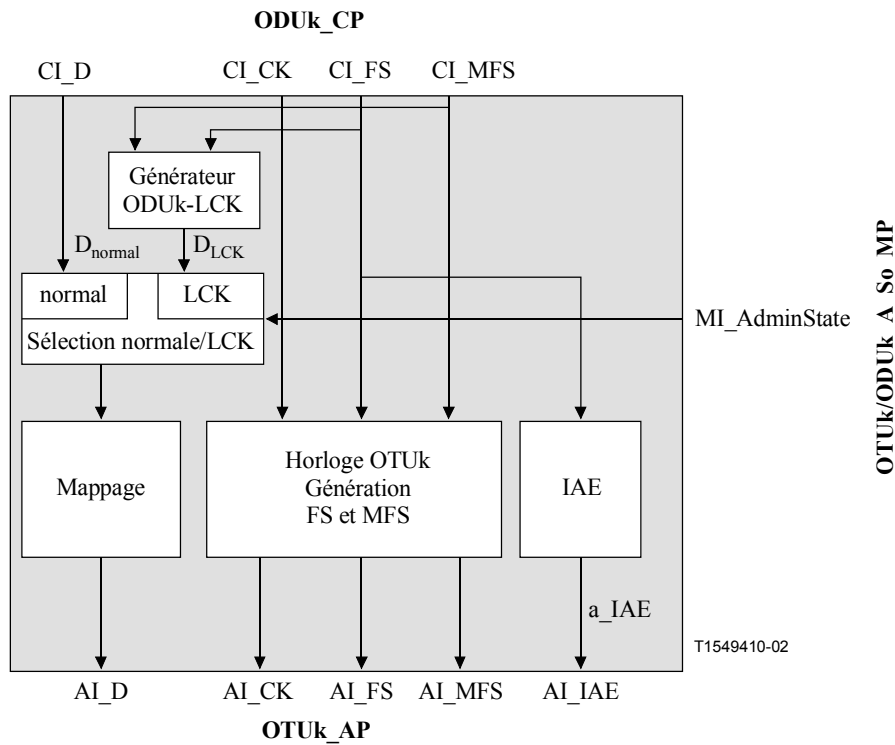 ODUk_CP
CI_D CI_CK CI_FS CI_MFS
Générateur
ODUk-LCK
Dnormal DLCK
normal LCK
Sélection normale/LCK
MI_AdminState
OTUk/ODUk_A_So_MP
Mappage
Horloge OTUk
Génération
FS et MFS
IAE
a_IAE
T1549410-02
AI_D AI_CK AI_FS AI_MFS AI_IAE
OTUk_AP